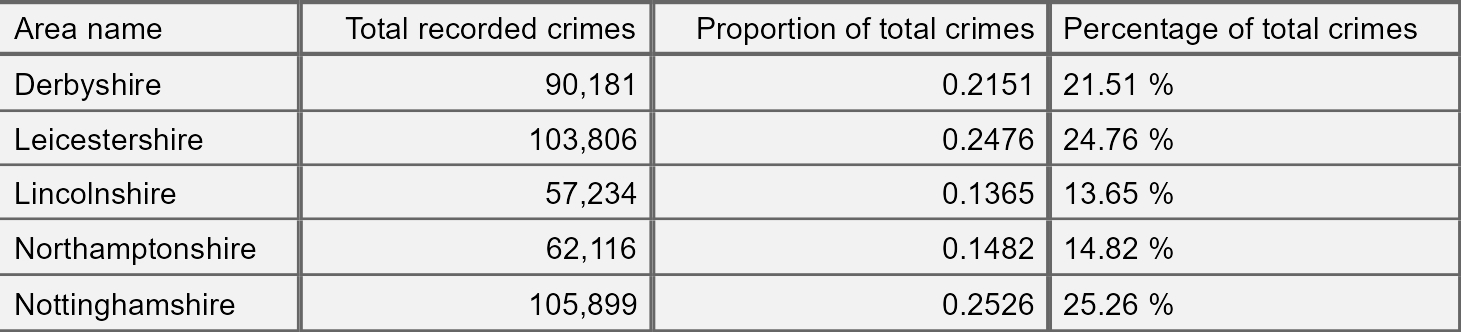 Area name Total recorded crimes Proportion of total crimes Percentage of total crimes
Derbyshire 90,181 0.2151 21.51 %
Leicestershire 103,806 0.2476 24.76 %
Lincolnshire 57,234 0.1365 13.65 %
Northamptonshire 62,116 0.1482 14.82 %
Nottinghamshire 105,899 0.2526 25.26 %